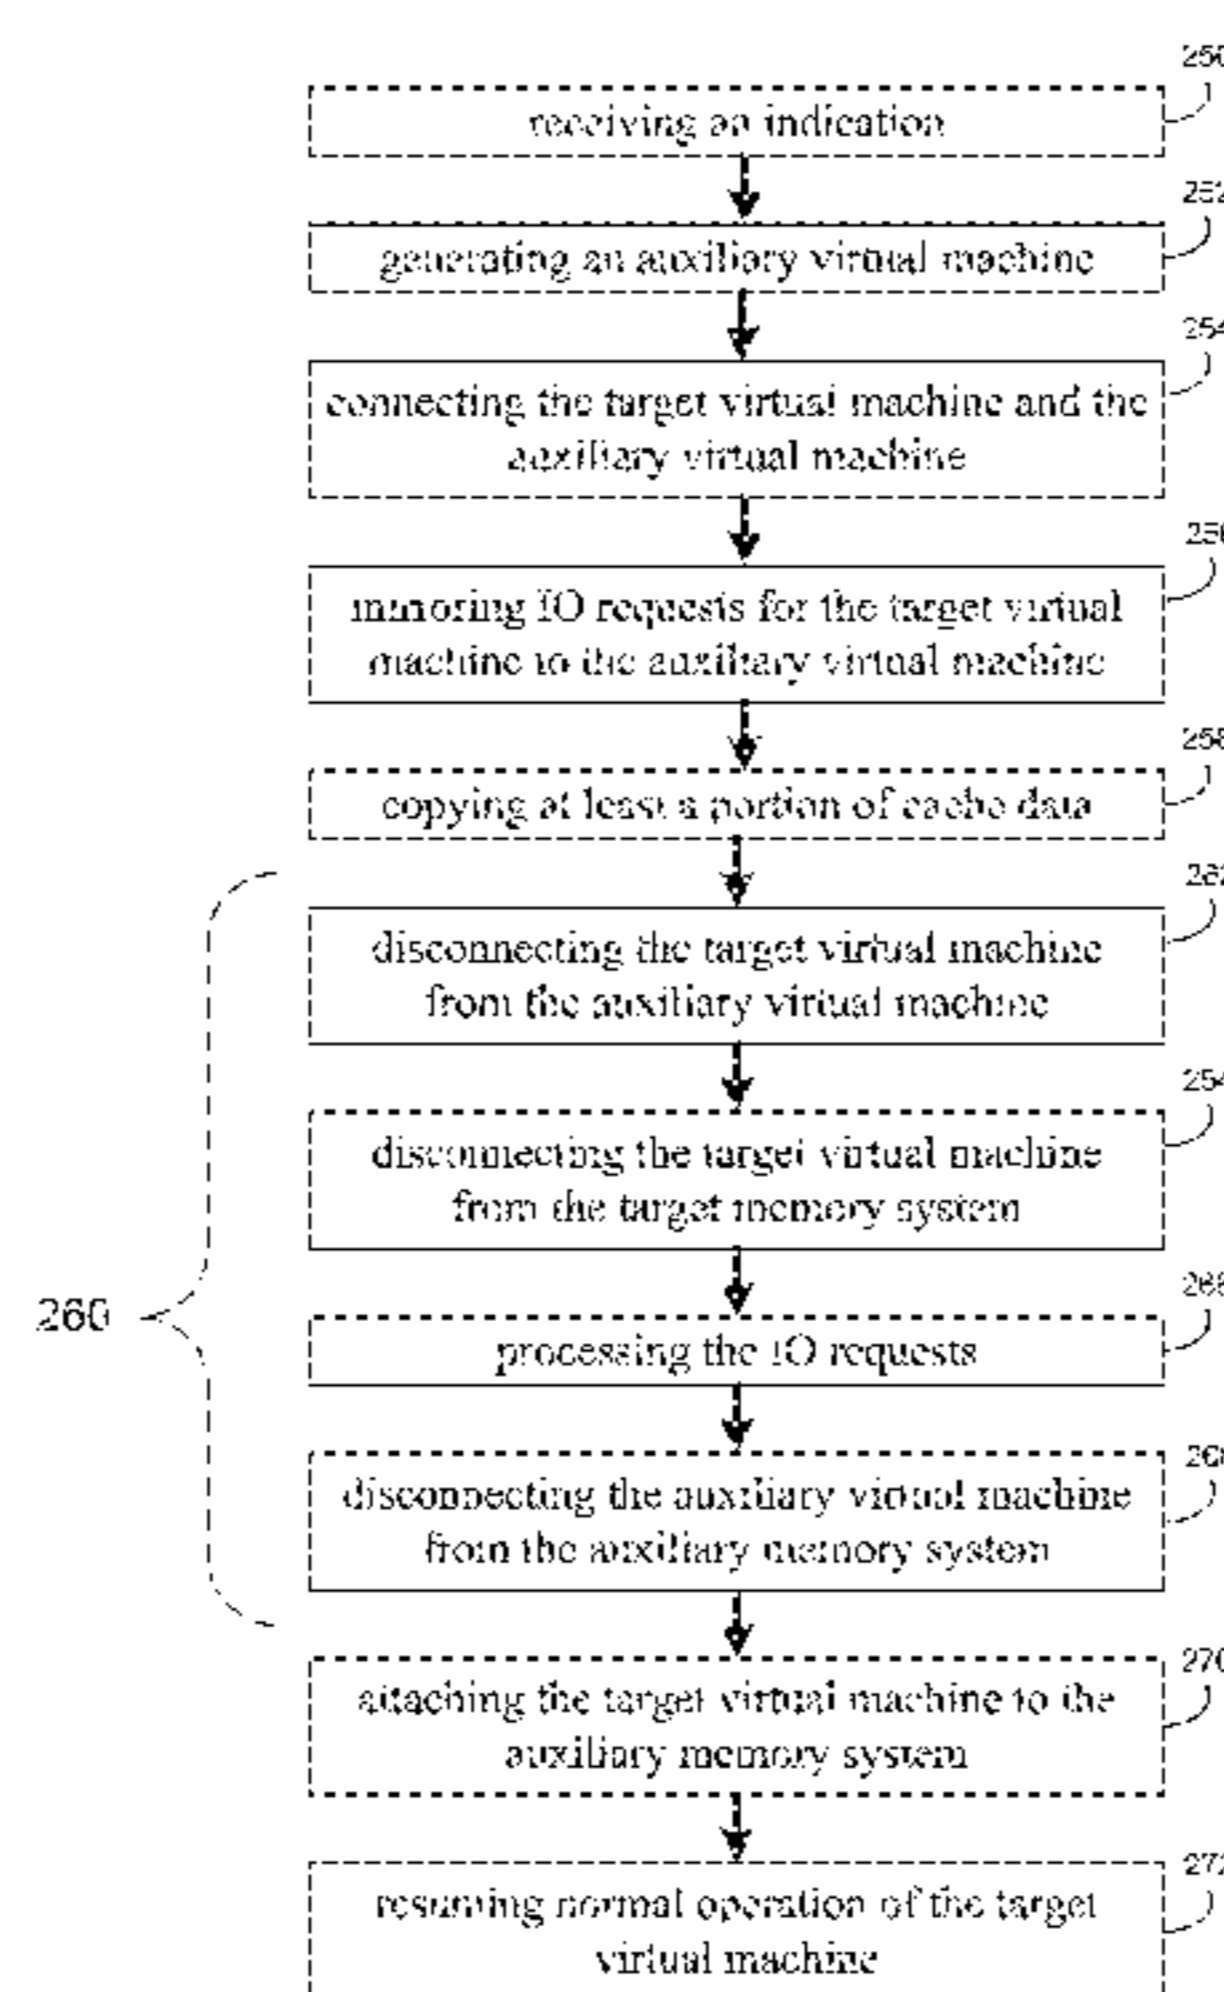 receiving an indication
252
generating an auxiliary virtual machine
254
connecting the target virtual machine and the
auxiliary virtual machine
mirroring IO requests for the target virtual
machine to the auxiliary virtual machine
258
copying at least a portion of cache data
262
disconnecting the target virtual machine
from the auxiliary virtual machine
disconnecting the target virtual machine
from the target memory system
260
processing the IO requests
disconnecting the auxiliary virtual machine
from the auxiliary memory system
270
attaching the target virtual machine to the
auxiliary memory system
resuming normal operation of the target
virtual machine